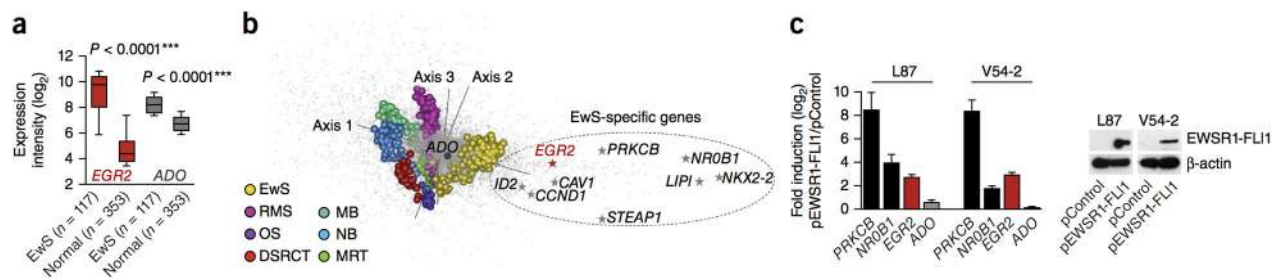 a
P < 0.0001***
P < 0.0001***
Expression
intensity (log2)
12
10
8
6
4
2
EGR2
ADO
EwS (n = 117)
Normal (n = 353)
EwS (n = 117)
Normal (n = 353)
b
Axis 3
Axis 2
Axis 1
ADO
EwS-specific genes
EGR2
PRKCB
NR0B1
ID2
CAV1
LIPI
NKX2-2
CCND1
STEAP1
EwS
RMS
MB
OS
NB
DSRCT
MRT
c
L87
V54-2
Fold induction (log2)
pEWSR1-FLI1/pControl
10
8
6
4
2
0
PRKCB
NR0B1
EGR2
ADO
PRKCB
NR0B1
EGR2
ADO
L87
V54-2
EWSR1-FLI1
β-actin
pControl
pEWSR1-FLI1
pControl
pEWSR1-FLI1